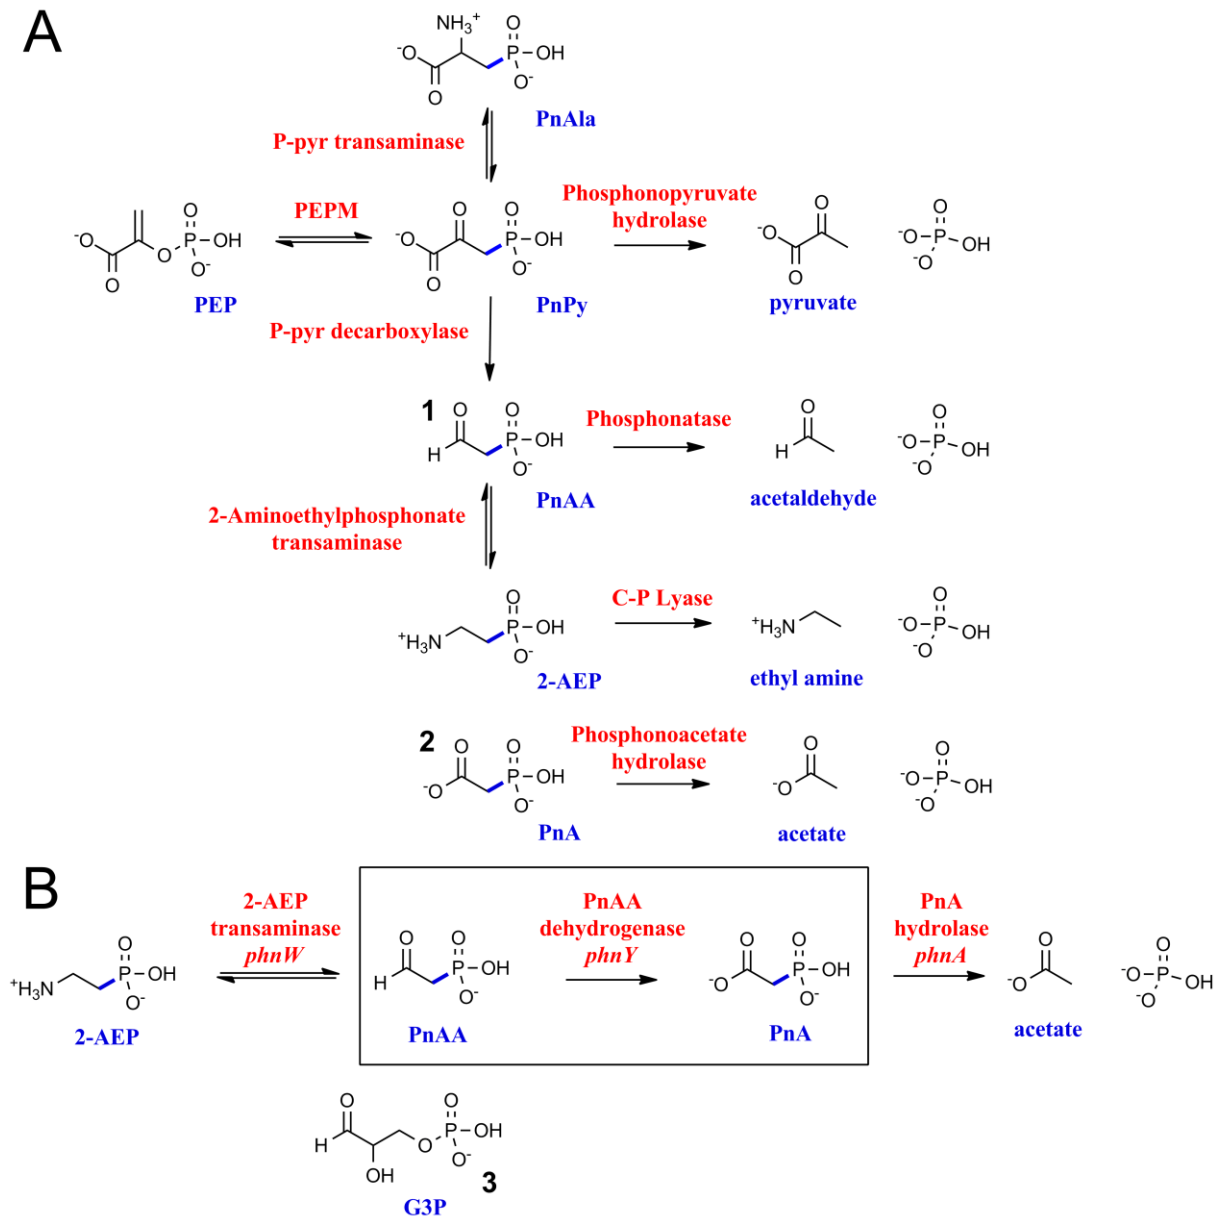 A
NH3+
O
-O
P
OH
O
O-
PnAla
P-pyr transaminase
Phosphonopyruvate
hydrolase
PEPM
O
-O
O
O
P
OH
O-
PEP
O
O
-O
P
OH
O
O-
PnPy
O
-O
O
pyruvate
O
-O
P
OH
-O
P-pyr decarboxylase
1
O
O
H
P
OH
O-
PnAA
Phosphonatase
O
H
acetaldehyde
O
-O
P
OH
-O
2-Aminoethylphosphonate
transaminase
+H3N
O
P
OH
O-
2-AEP
C-P Lyase
+H3N
ethyl amine
O
-O
P
OH
-O
2
O
O
-O
P
OH
O-
PnA
Phosphonoacetate
hydrolase
O
-O
acetate
O
-O
P
OH
-O
B
+H3N
O
P
OH
O-
2-AEP
2-AEP
transaminase
phnW
O
O
H
P
OH
O-
PnAA
PnAA
dehydrogenase
phnY
O
O
-O
P
OH
O-
PnA
PnA
hydrolase
phnA
O
-O
acetate
O
-O
P
OH
-O
O
O
H
O
P
OH
O-
OH
3
G3P